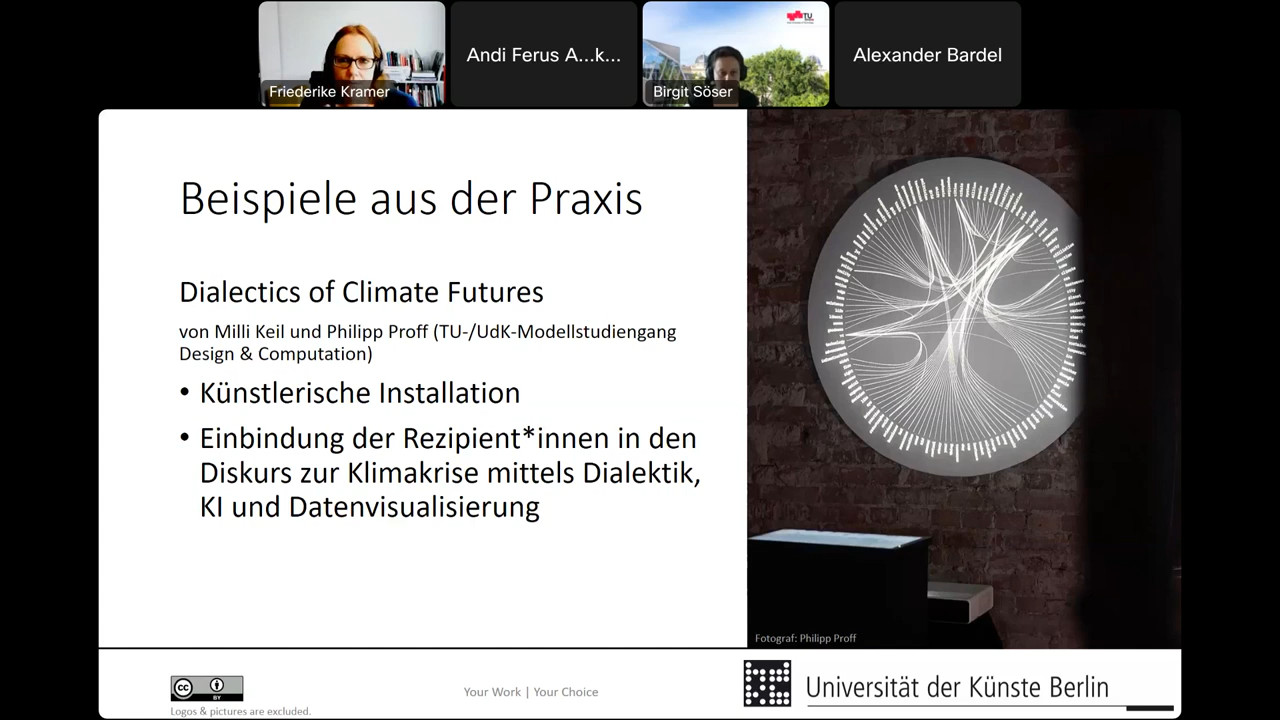 Friederike Kramer
Andi Ferus A...k...
TU
Birgit Söser
Alexander Bardel
Beispiele aus der Praxis
Dialectics of Climate Futures
von Milli Keil und Philipp Proff (TU-/UdK-Modellstudiengang
Design & Computation)
• Künstlerische Installation
• Einbindung der Rezipient*innen in den
Diskurs zur Klimakrise mittels Dialektik,
KI und Datenvisualisierung
Fotograf: Philipp Proff
cc
BY
Logos & pictures are excluded.
Your Work | Your Choice
Universität der Künste Berlin